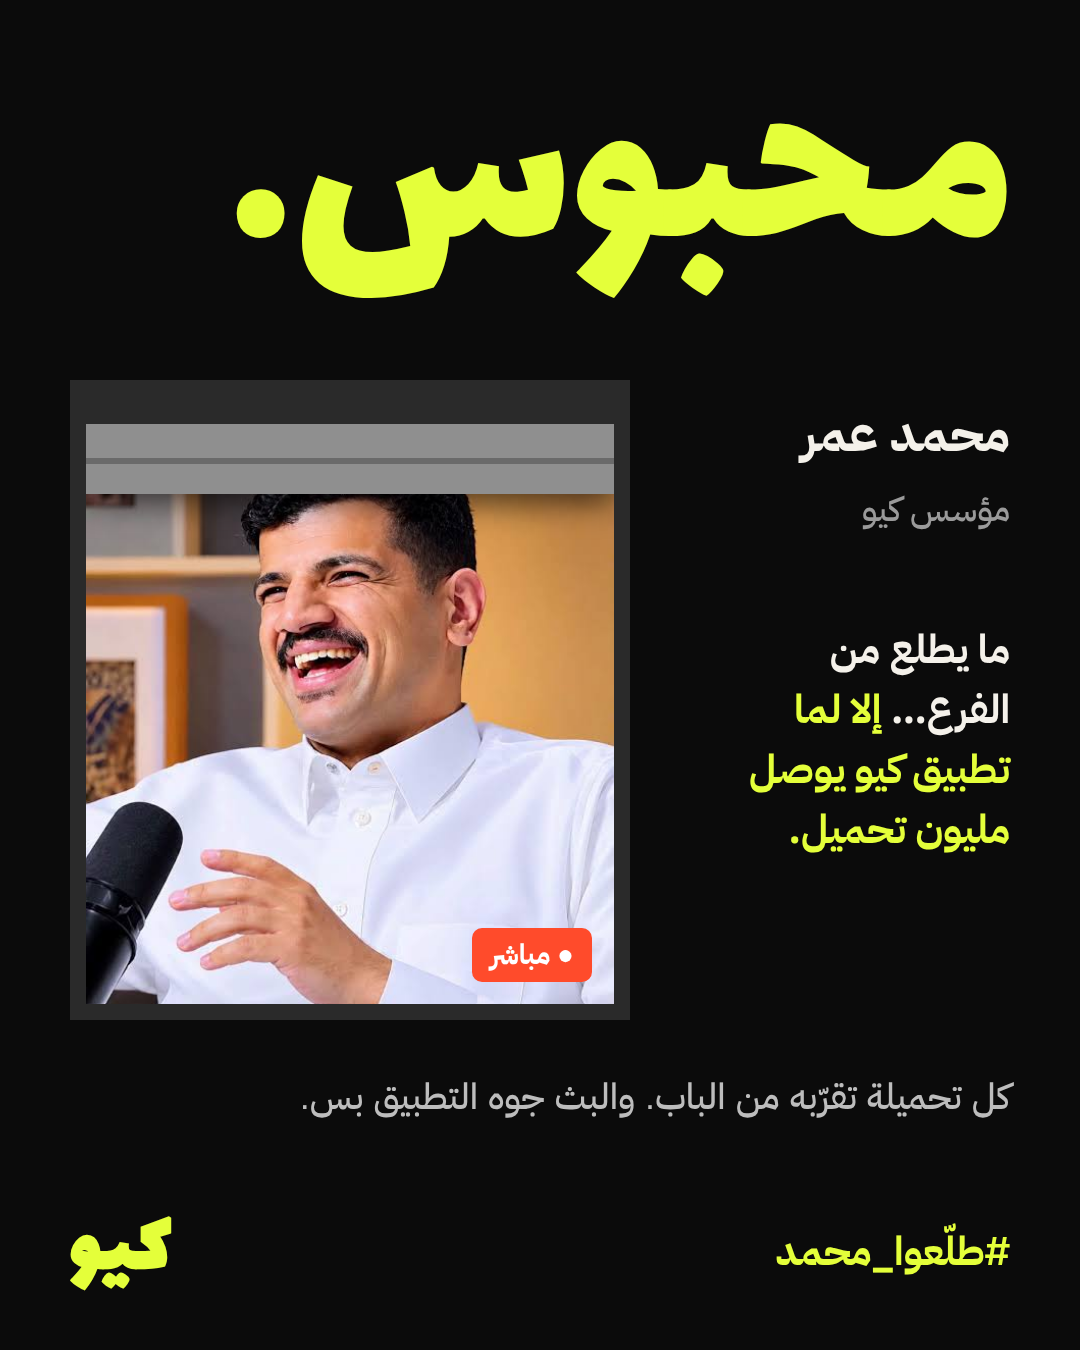 محبوس.
محمد عمر
مؤسس كيو
ما يطلع من
الفرع... إلا لما
تطبيق كيو يوصل
مليون تحميل.
مباشر
كل تحميلة تقرّبه من الباب. والبث جوه التطبيق بس.
#طلّعوا_محمد
كيو